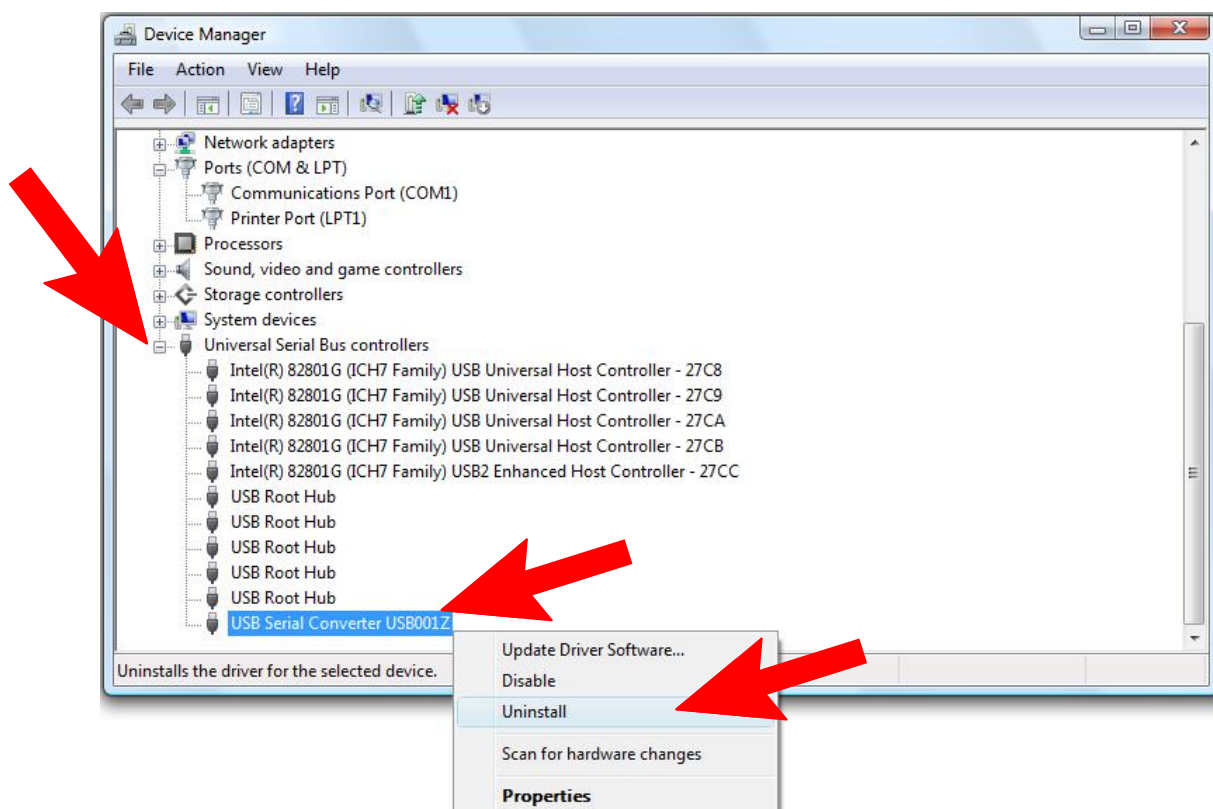 Device Manager
File Action View Help
Network adapters
Ports (COM & LPT)
Communications Port (COM1)
Printer Port (LPT1)
Processors
Sound, video and game controllers
Storage controllers
System devices
Universal Serial Bus controllers
Intel(R) 82801G (ICH7 Family) USB Universal Host Controller - 27C8
Intel(R) 82801G (ICH7 Family) USB Universal Host Controller - 27C9
Intel(R) 82801G (ICH7 Family) USB Universal Host Controller - 27CA
Intel(R) 82801G (ICH7 Family) USB Universal Host Controller - 27CB
Intel(R) 82801G (ICH7 Family) USB2 Enhanced Host Controller - 27CC
USB Root Hub
USB Root Hub
USB Root Hub
USB Root Hub
USB Root Hub
USB Serial Converter USB001Z
Uninstalls the driver for the selected device.
Update Driver Software...
Disable
Uninstall
Scan for hardware changes
Properties